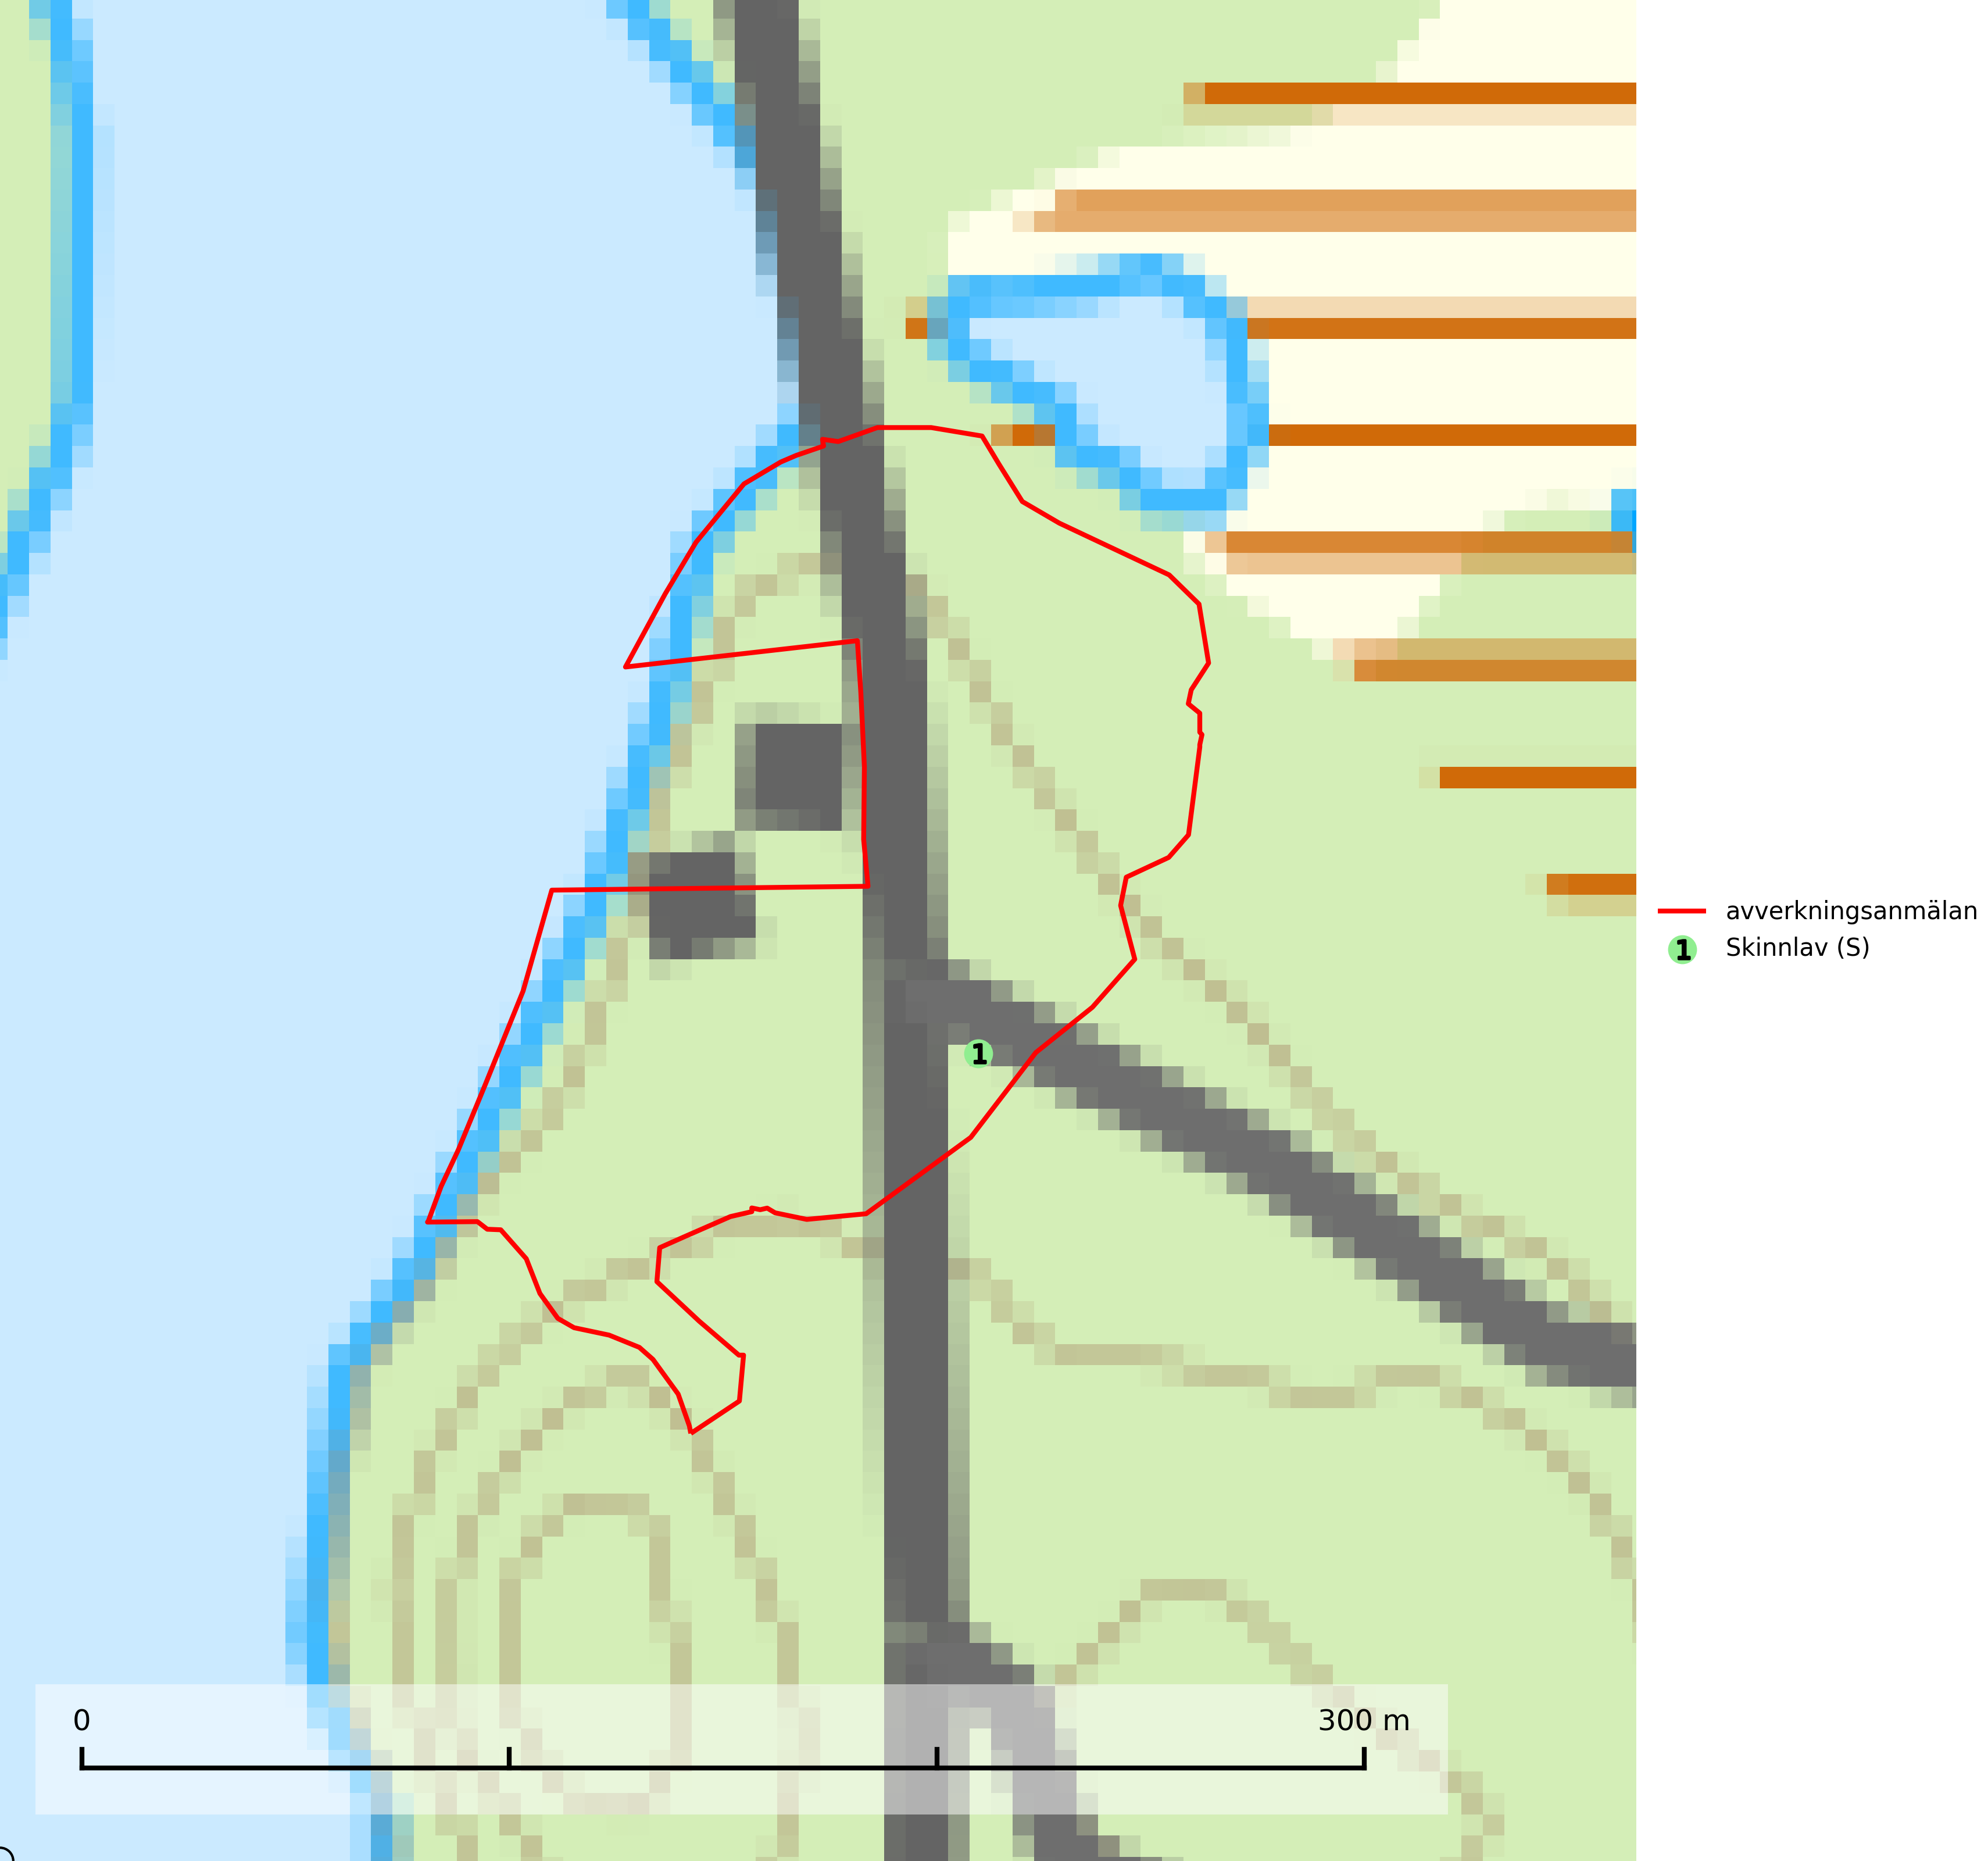 1
avverkningsanmälan
1 Skinnlav (S)
0 300 m